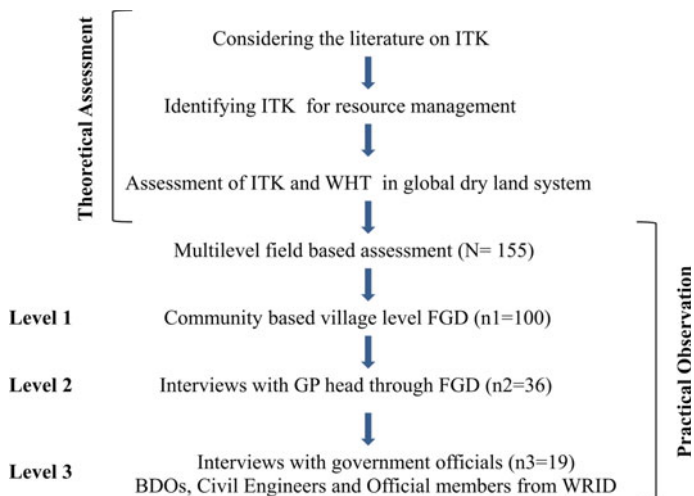 Theoretical Assessment
Considering the literature on ITK
Identifying ITK for resource management
Assessment of ITK and WHT in global dry land system
Multilevel field based assessment (N= 155)
Level 1
Community based village level FGD (n1=100)
Level 2
Interviews with GP head through FGD (n2=36)
Level 3
Interviews with government officials (n3=19)
BDOs, Civil Engineers and Official members from WRID
Practical Observation